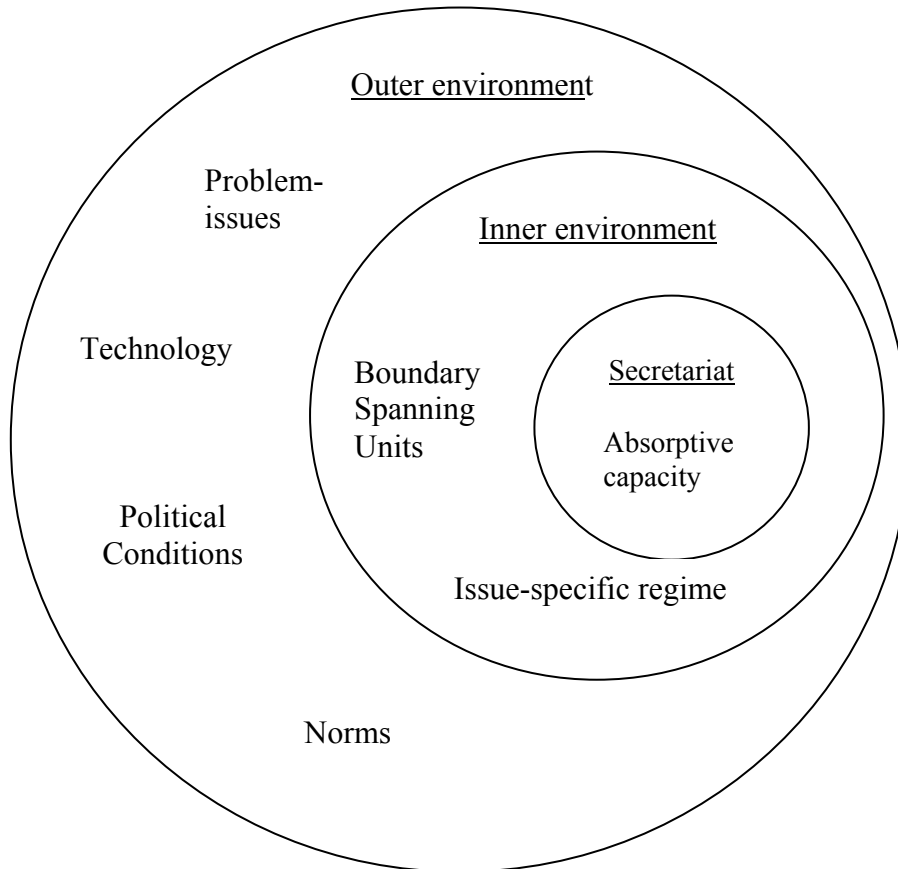 Outer environment
Problem-
issues
Inner environment
Technology
Boundary
Spanning
Units
Secretariat
Absorptive
capacity
Political
Conditions
Issue-specific regime
Norms